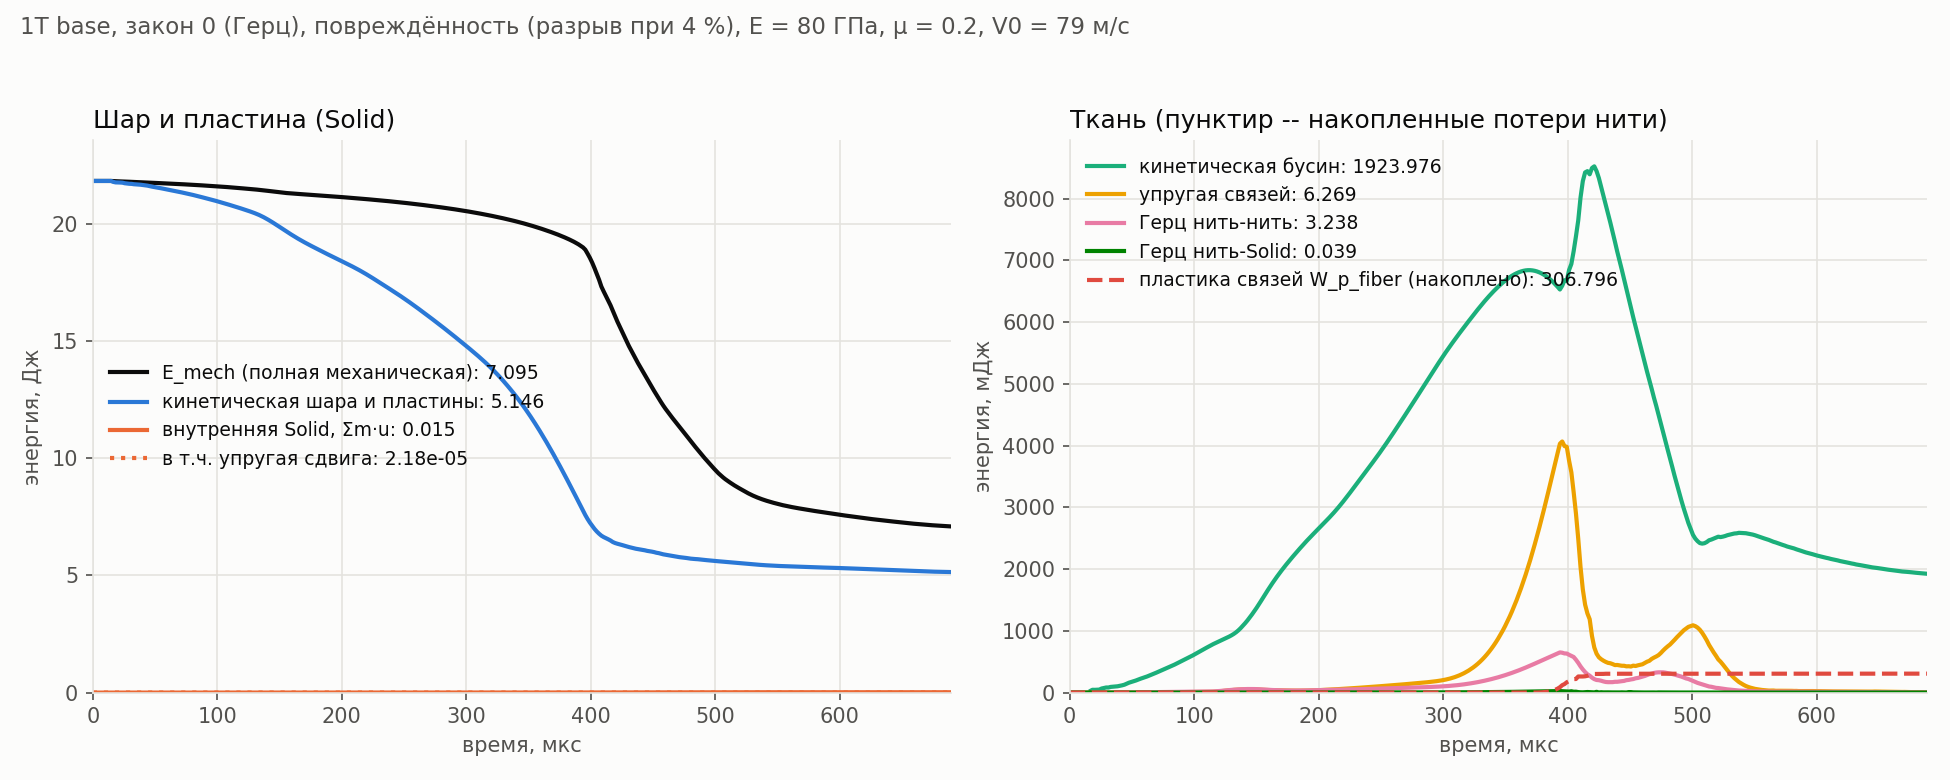 1T base, закон 0 (Герц), повреждённость (разрыв при 4 %), E = 80 ГПа, μ = 0.2, V0 = 79 м/с
Шар и пластина (Solid)
энергия, Дж
20
15
10
5
0
E_mech (полная механическая): 7.095
кинетическая шара и пластины: 5.146
внутренняя Solid, Σm·u: 0.015
в т.ч. упругая сдвига: 2.18e-05
0 100 200 300 400 500 600
время, мкс
Ткань (пунктир -- накопленные потери нити)
энергия, мДж
8000
7000
6000
5000
4000
3000
2000
1000
0
кинетическая бусин: 1923.976
упругая связей: 6.269
Герц нить-нить: 3.238
Герц нить-Solid: 0.039
пластика связей W_p_fiber (накоплено): 306.796
0 100 200 300 400 500 600
время, мкс